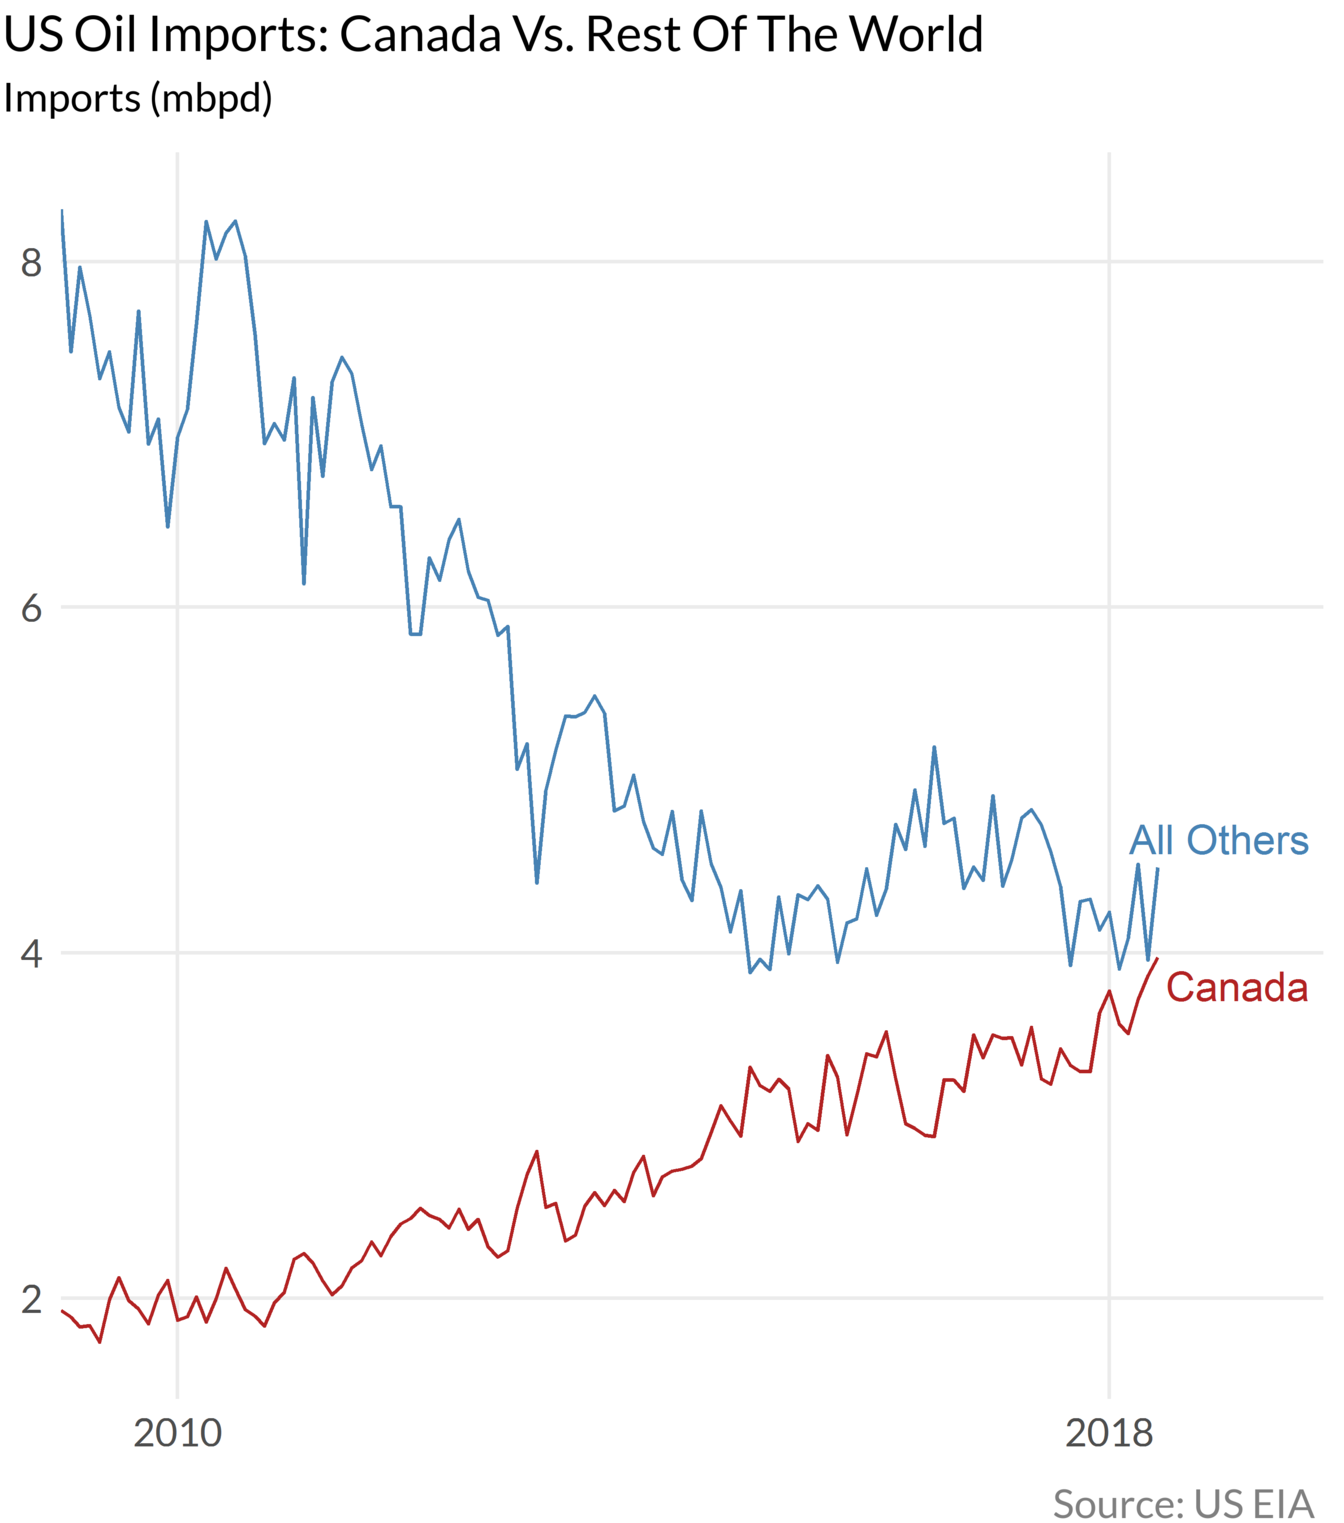 US Oil Imports: Canada Vs. Rest Of The World
Imports (mbpd)
8
6
4
2
All Others
Canada
2010
2018
Source: US EIA